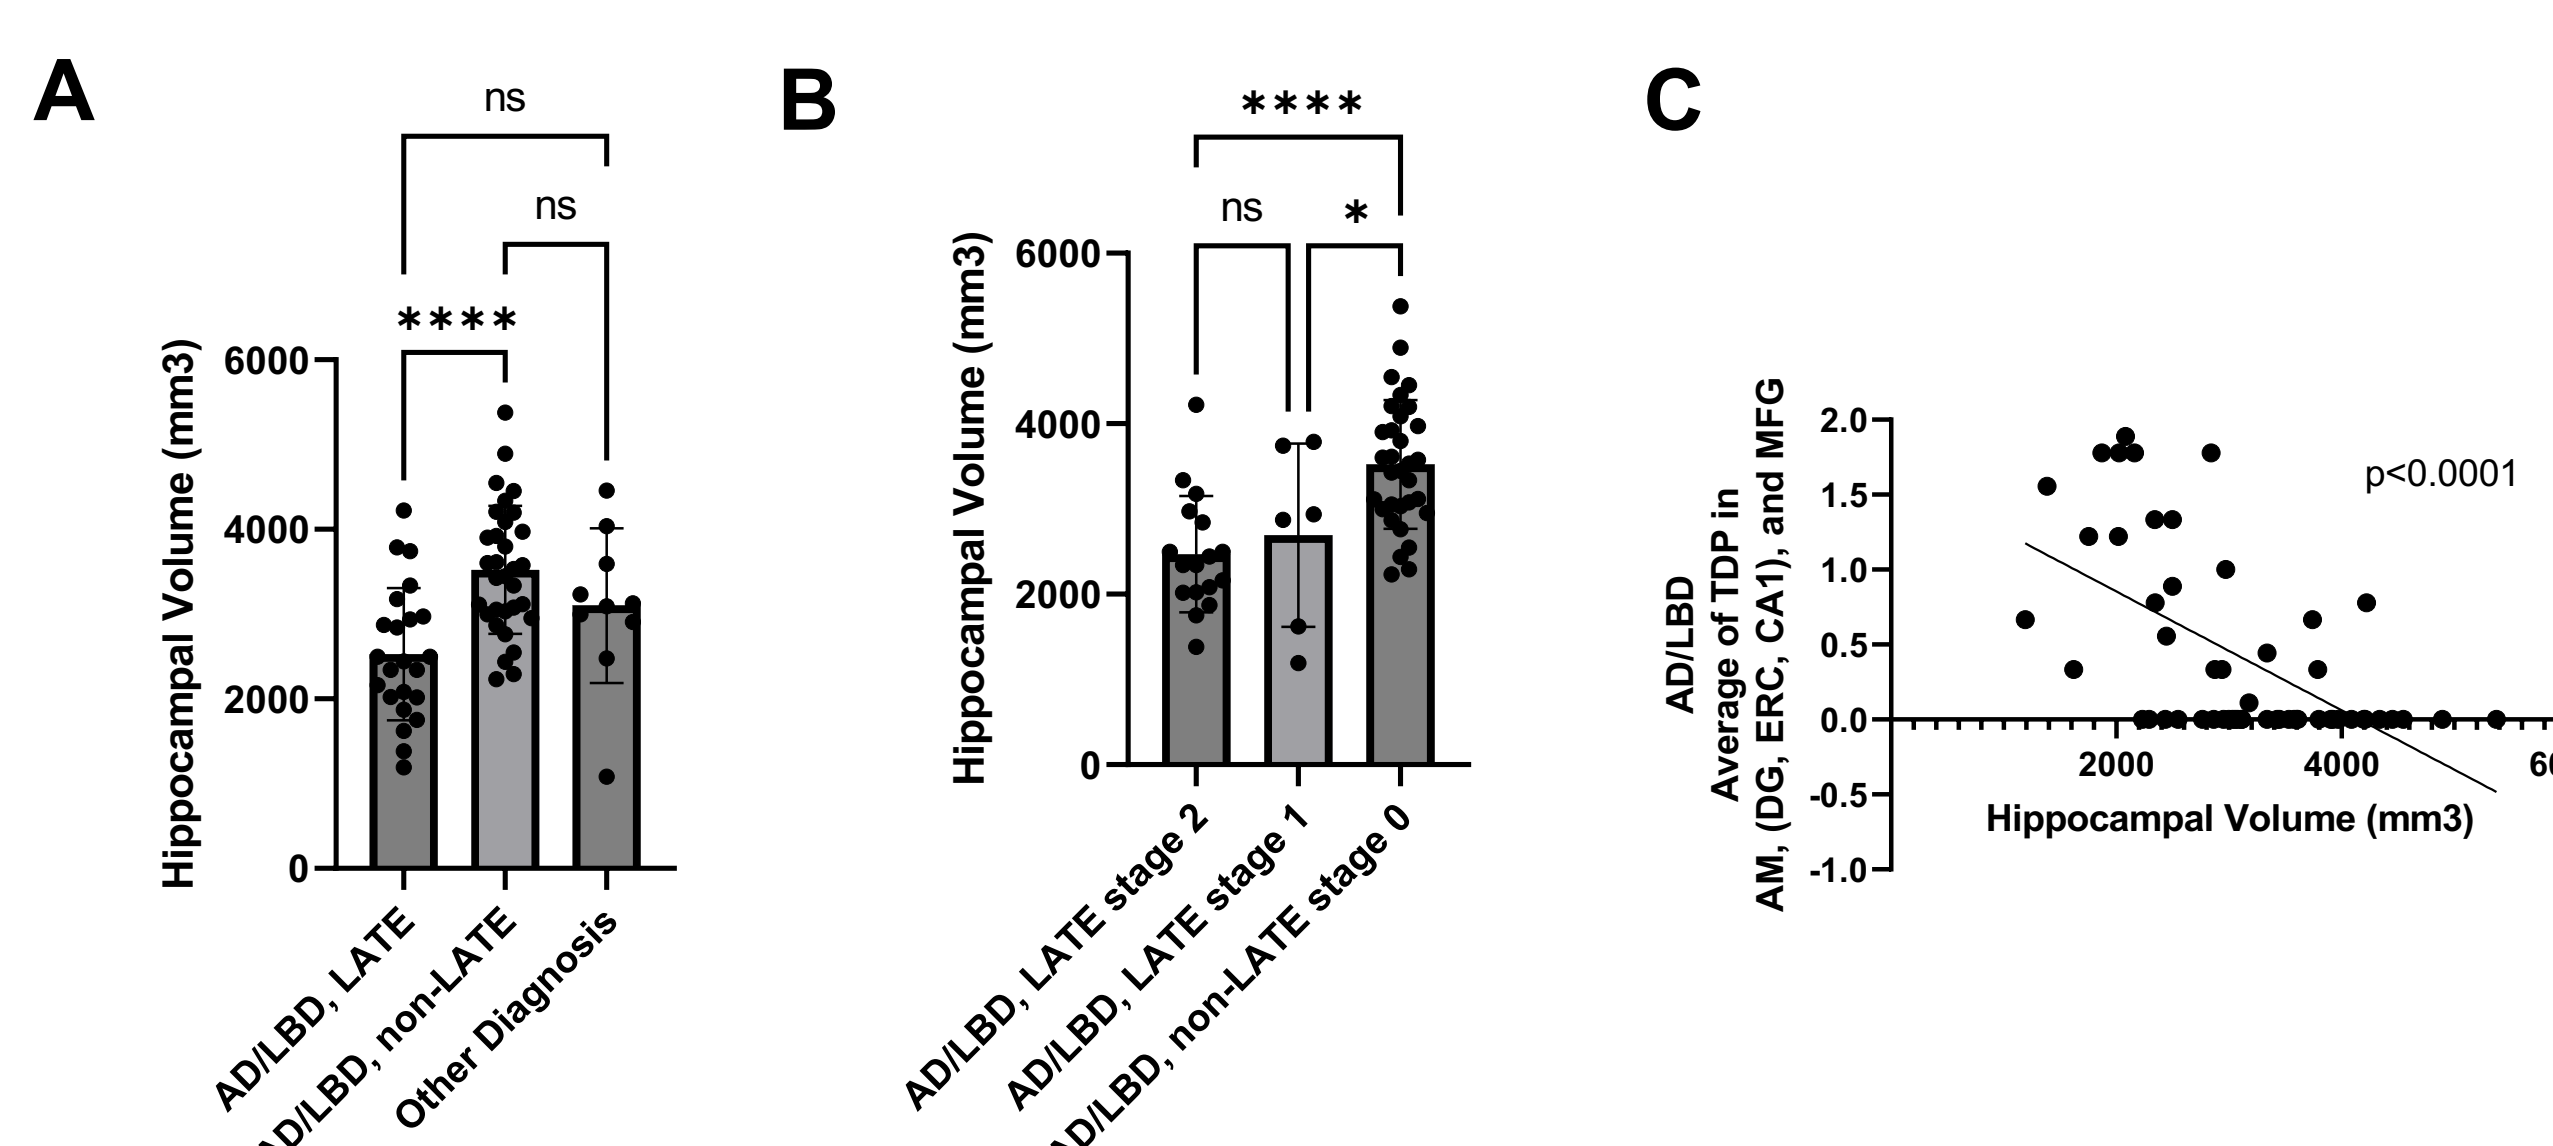 A
ns
ns
****
Hippocampal Volume (mm3)
6000
4000
2000
0
AD/LBD, LATE
AD/LBD, non-LATE
Other Diagnosis
B
****
ns
*
Hippocampal Volume (mm3)
6000
4000
2000
0
AD/LBD, LATE stage 2
AD/LBD, LATE stage 1
AD/LBD, non-LATE stage 0
C
AD/LBD
Average of TDP in
AM, (DG, ERC, CA1), and MFG
2.0
1.5
1.0
0.5
0.0
-0.5
-1.0
p<0.0001
2000
4000
Hippocampal Volume (mm3)